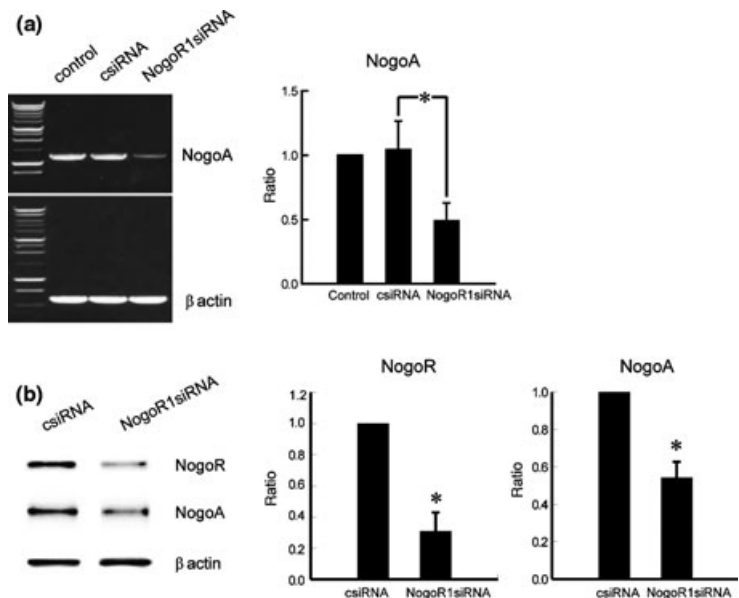 (a)
control
csiRNA
NogoR1siRNA
NogoA
β actin
NogoA
Ratio
1.5
1.0
0.5
0.0
*
Control csiRNA NogoR1siRNA
(b)
csiRNA
NogoR1siRNA
NogoR
NogoA
β actin
NogoR
Ratio
1.2
1.0
0.8
0.6
0.4
0.2
0.0
*
csiRNA NogoR1siRNA
NogoA
Ratio
1.0
0.8
0.6
0.4
0.2
0.0
*
csiRNA NogoR1siRNA